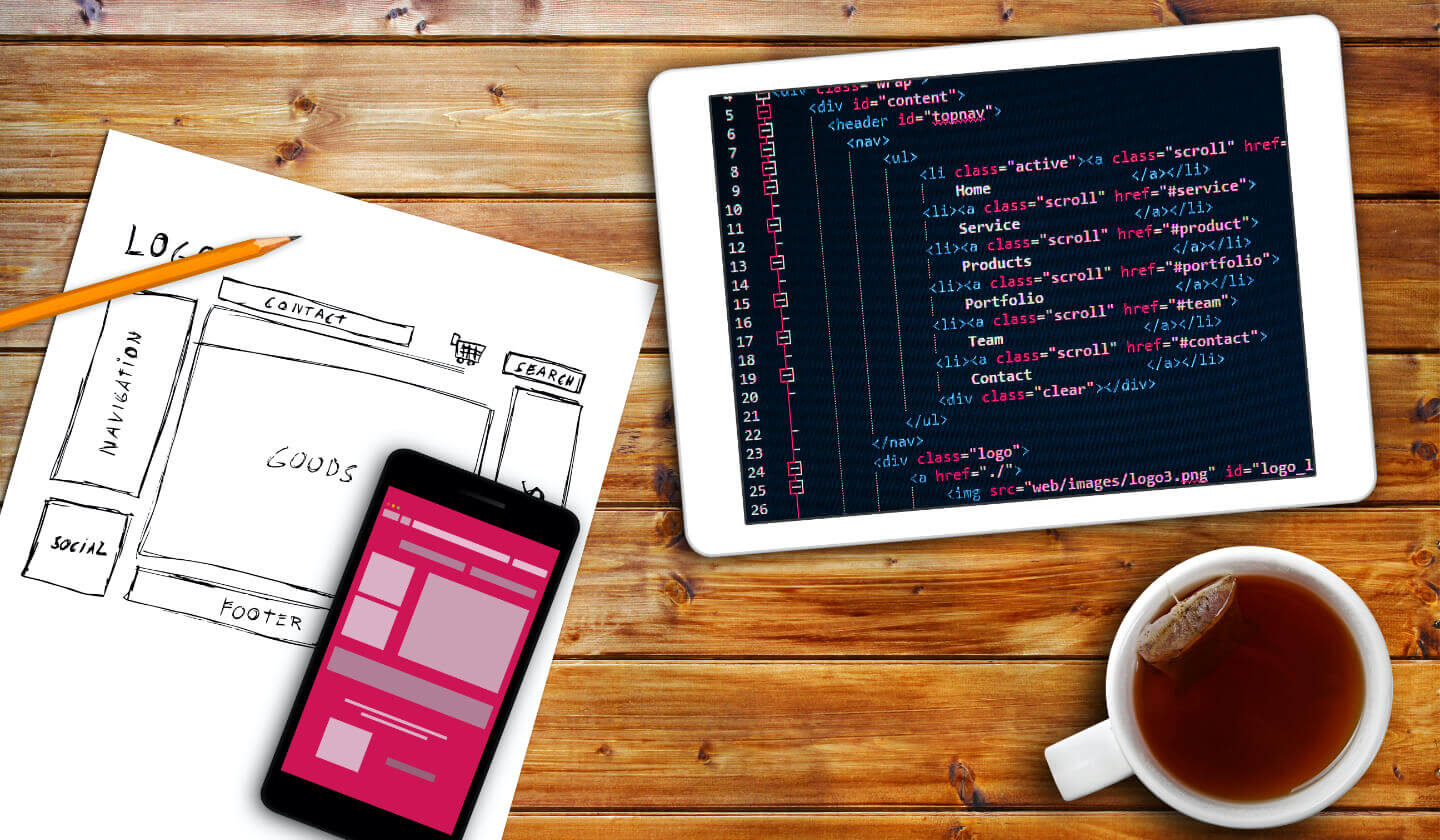 LOGO
CONTACT
NAVIGATION
SEARCH
GOODS
SOCIAL
FOOTER
4 <div class="wrap">
5 <div id="content">
6 <header id="topnav">
7 <nav>
8 <ul>
9 <li class="active"><a class="scroll" href=
10 Home </a></li>
11 <li><a class="scroll" href="#service">
12 Service </a></li>
13 <li><a class="scroll" href="#product">
14 Products </a></li>
15 <li><a class="scroll" href="#portfolio">
16 Portfolio </a></li>
17 <li><a class="scroll" href="#team">
18 Team </a></li>
19 <li><a class="scroll" href="#contact">
20 Contact </a></li>
21 <div class="clear"></div>
22 </ul>
23 </nav>
24 <div class="logo">
25 <a href="./">
26 <img src="web/images/logo3.png" id="logo_l